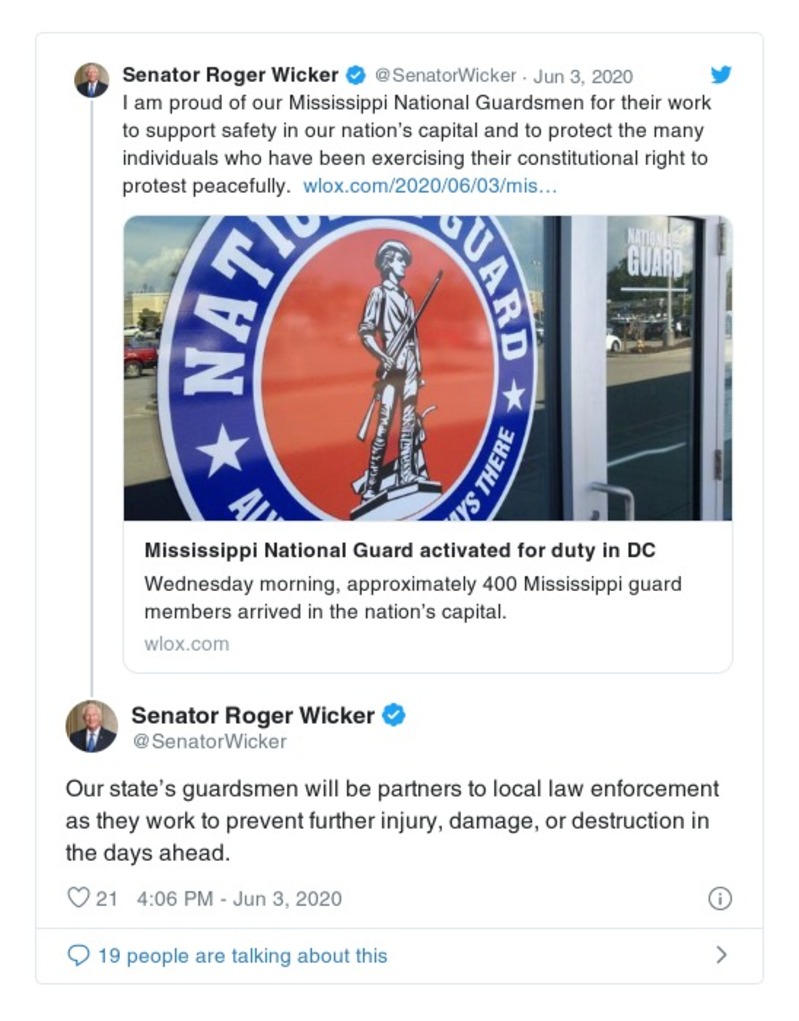 Senator Roger Wicker @SenatorWicker · Jun 3, 2020
I am proud of our Mississippi National Guardsmen for their work
to support safety in our nation's capital and to protect the many
individuals who have been exercising their constitutional right to
protest peacefully. wlox.com/2020/06/03/mis…
NATIONAL
GUARD
GUARD
THERE
Mississippi National Guard activated for duty in DC
Wednesday morning, approximately 400 Mississippi guard
members arrived in the nation's capital.
wlox.com
Senator Roger Wicker
@SenatorWicker
Our state's guardsmen will be partners to local law enforcement
as they work to prevent further injury, damage, or destruction in
the days ahead.
21 4:06 PM - Jun 3, 2020
19 people are talking about this